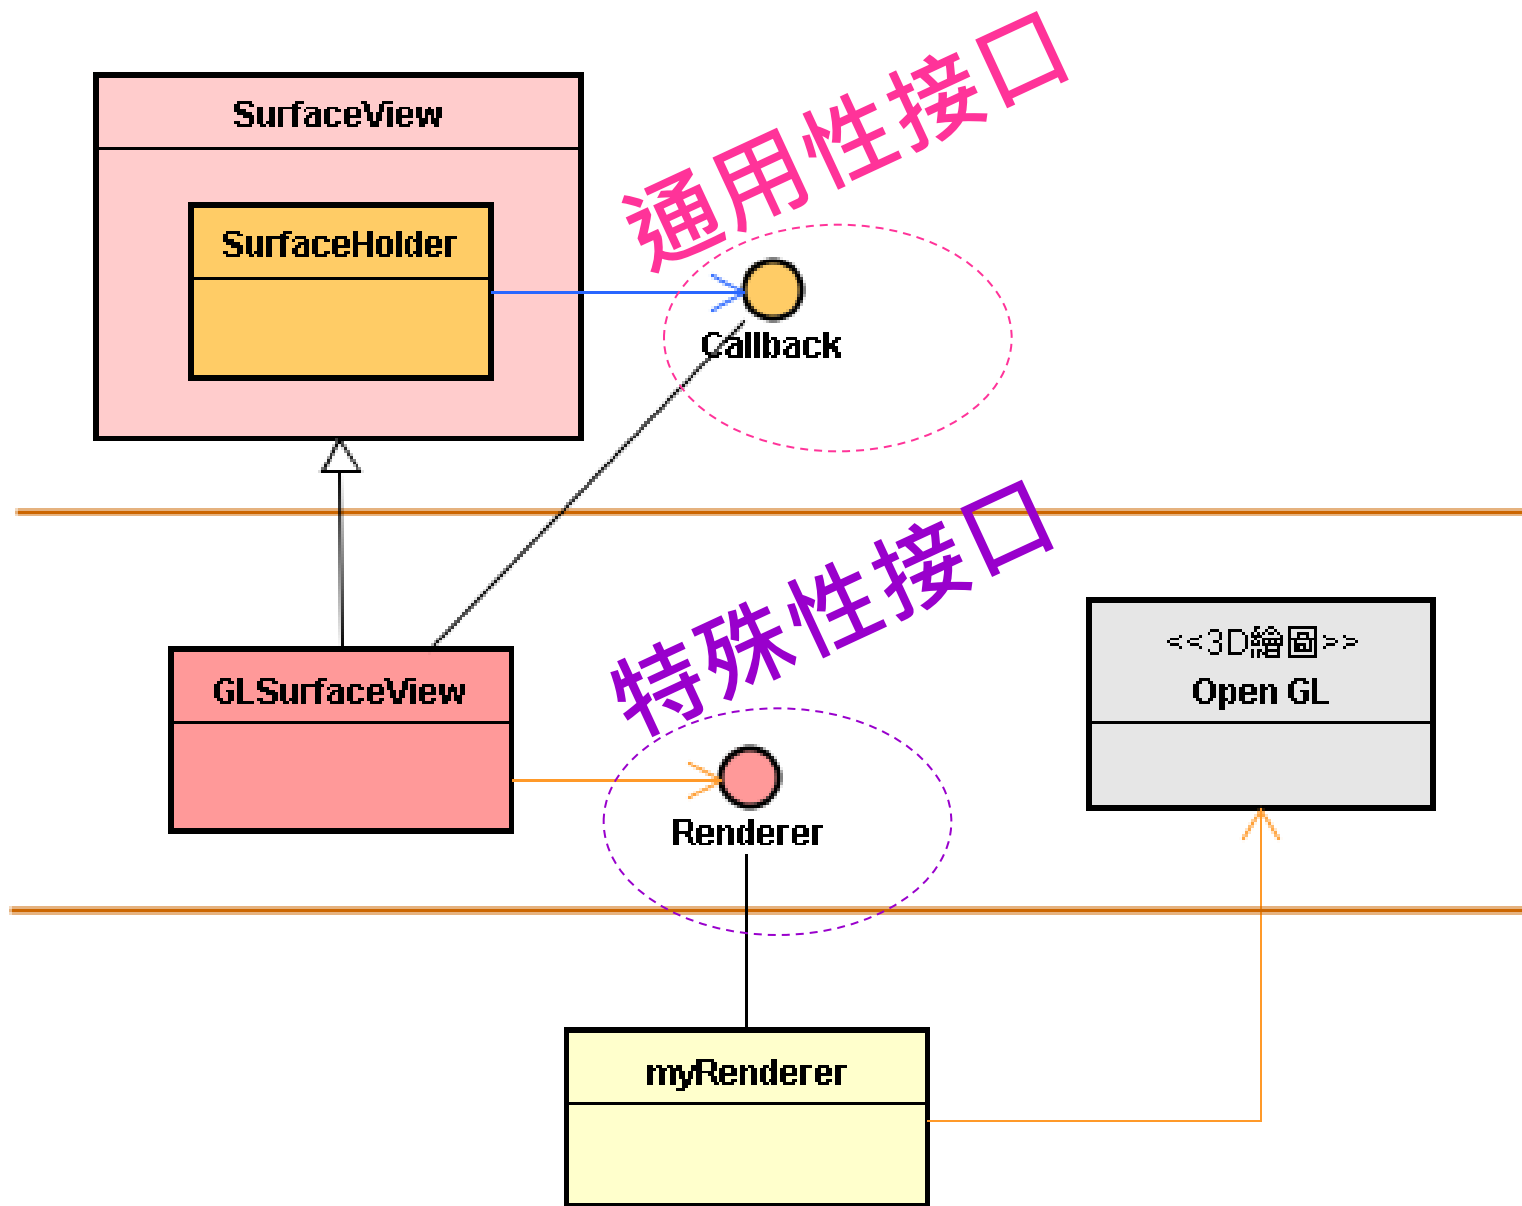 SurfaceView
通用性接口
SurfaceHolder
Callback
特殊性接口
<<3D繪圖>>
Open GL
GLSurfaceView
Renderer
myRenderer